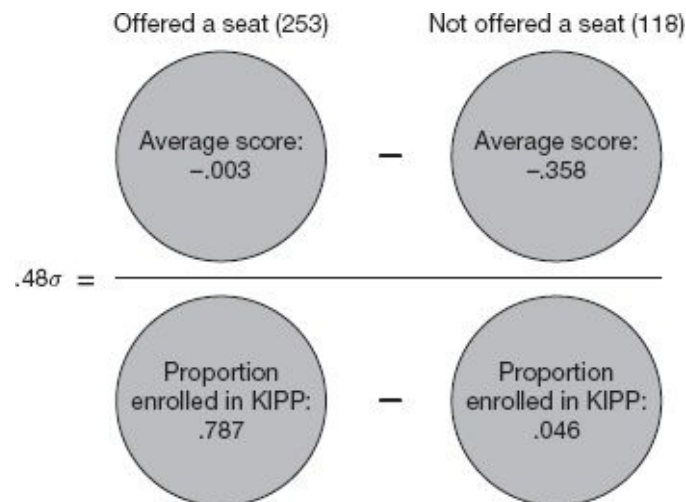 Offered a seat (253)
Not offered a seat (118)
Average score:
–.003
–
Average score:
–.358
.48σ =
Proportion
enrolled in KIPP:
.787
–
Proportion
enrolled in KIPP:
.046